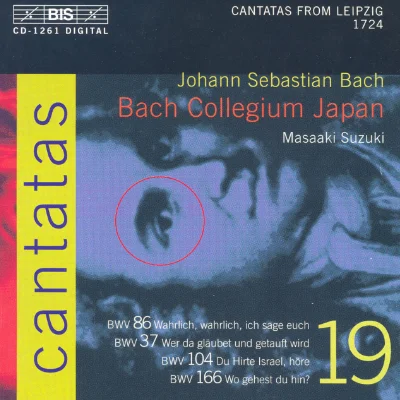 BIS
CD-1261 DIGITAL
CANTATAS FROM LEIPZIG
1724
Johann Sebastian Bach
Bach Collegium Japan
Masaaki Suzuki
cantatas
BWV 86 Wahrlich, wahrlich, ich sage euch
BWV 37 Wer da gläubet und getauft wird
BWV 104 Du Hirte Israel, höre
BWV 166 Wo gehest du hin?
19